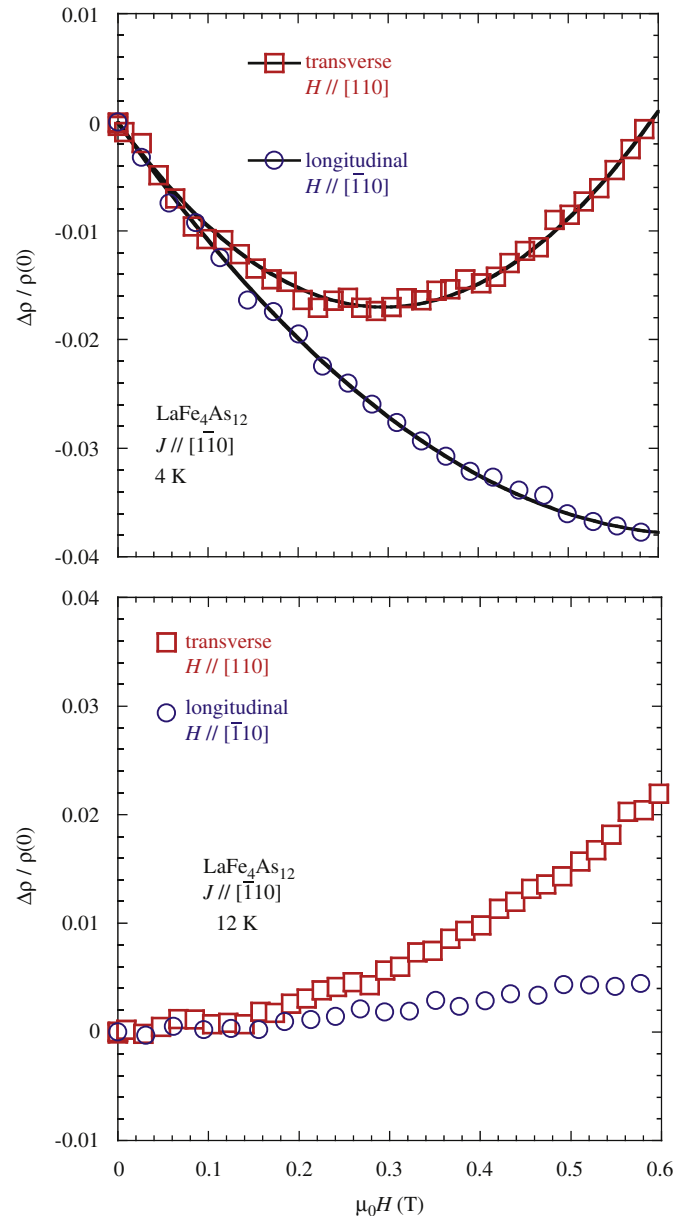 0.01
0
-0.01
-0.02
-0.03
-0.04
Δρ / ρ(0)
transverse
H // [110]
longitudinal
H // [1̅10]
LaFe₄As₁₂
J // [11̅0]
4 K
0.04
0.03
0.02
0.01
0
-0.01
Δρ / ρ(0)
transverse
H // [110]
longitudinal
H // [1̅10]
LaFe₄As₁₂
J // [1̅10]
12 K
0 0.1 0.2 0.3 0.4 0.5 0.6
μ₀H (T)